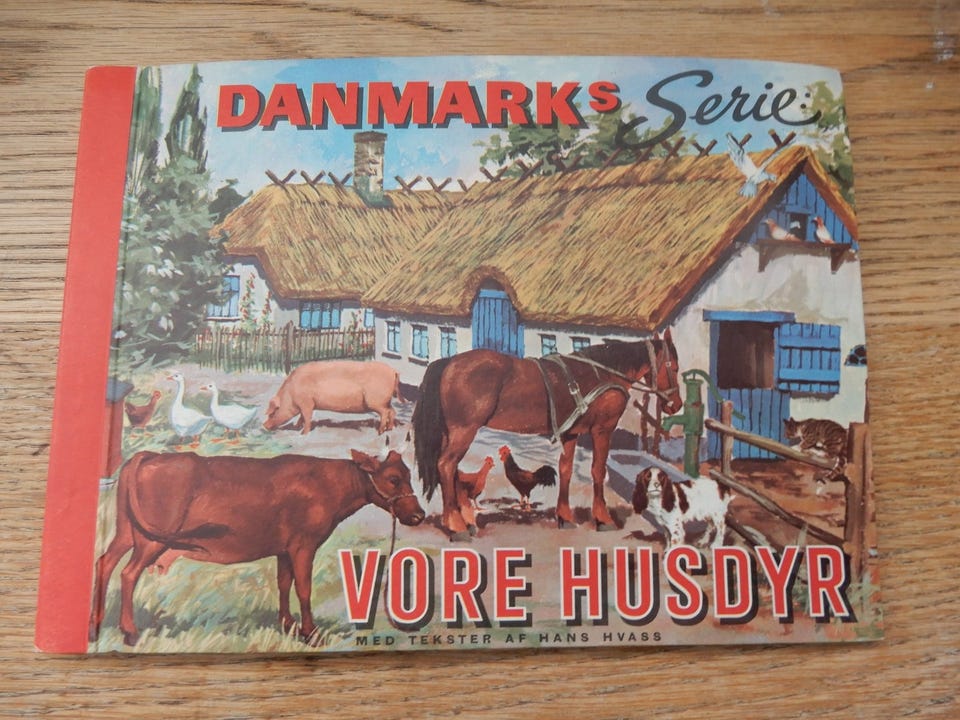 DANMARKs Serie:
VORE HUSDYR
MED TEKSTER AF HANS HVASS